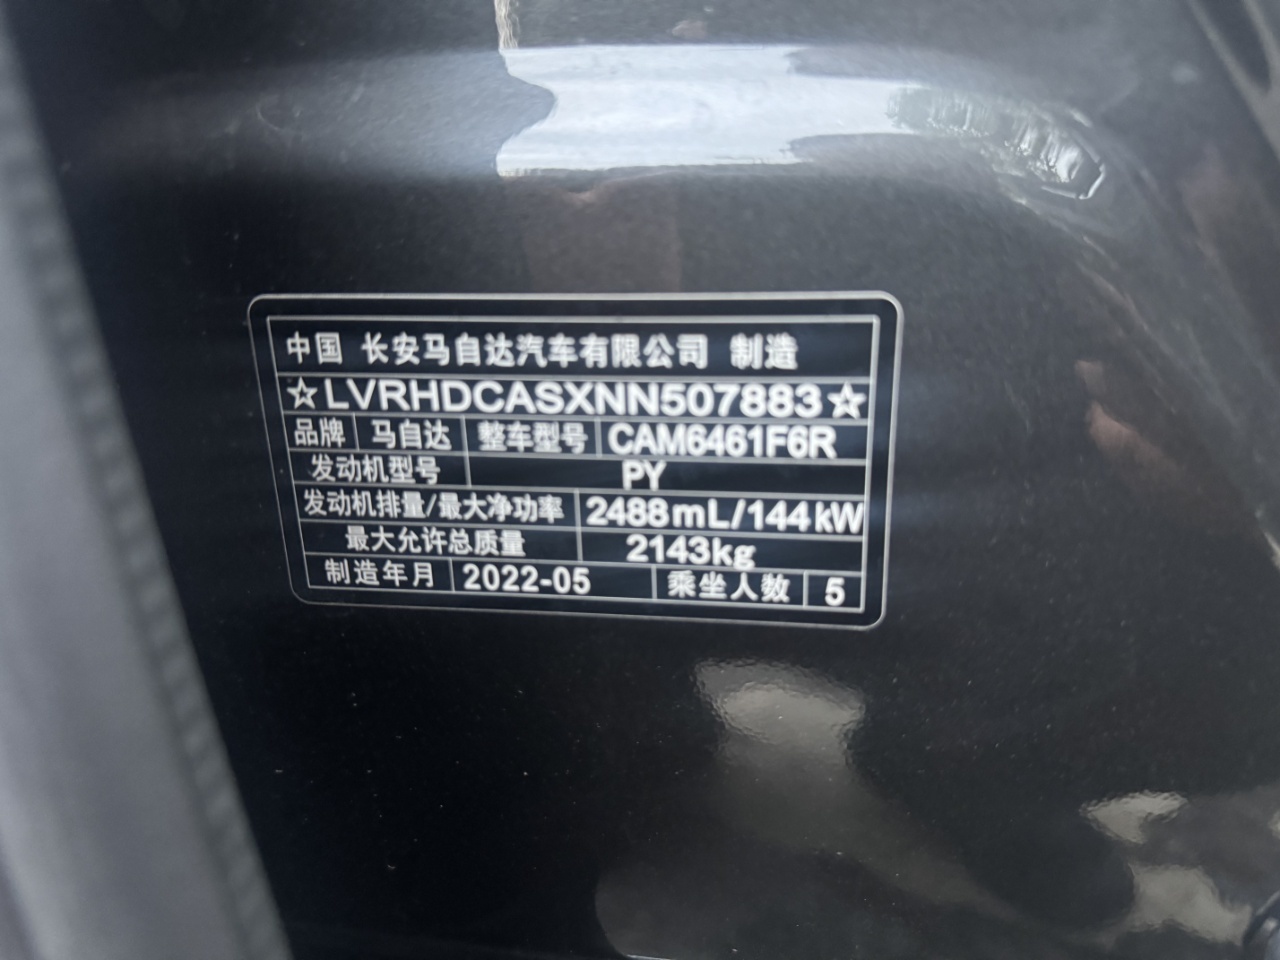 中国 长安马自达汽车有限公司 制造
☆LVRHDCASXNN507883☆
品牌 马自达 整车型号 CAM6461F6R
发动机型号 PY
发动机排量/最大净功率 2488mL/144kW
最大允许总质量 2143kg
制造年月 2022-05 乘坐人数 5